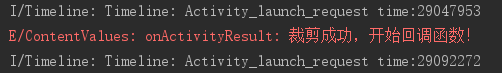 I/Timeline: Timeline: Activity_launch_request time:29047953
E/ContentValues: onActivityResult: 裁剪成功，开始回调函数!
I/Timeline: Timeline: Activity_launch_request time:29092272